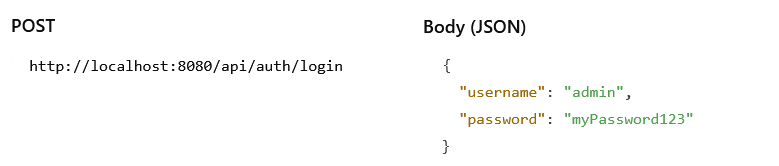 POST
http://localhost:8080/api/auth/login
Body (JSON)
{
"username": "admin",
"password": "myPassword123"
}